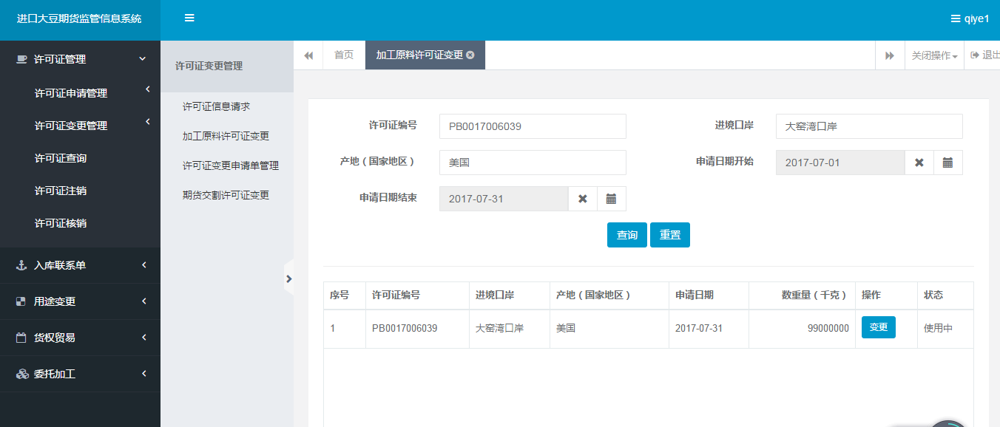 进口大豆期货监管信息系统
qiye1
许可证管理
许可证申请管理
许可证变更管理
许可证查询
许可证注销
许可证核销
入库联系单
用途变更
货权贸易
委托加工
许可证变更管理
许可证信息请求
加工原料许可证变更
许可证变更申请单管理
期货交割许可证变更
首页 加工原料许可证变更 关闭操作 退出
许可证编号 PB0017006039 进境口岸 大窑湾口岸
产地（国家地区） 美国 申请日期开始 2017-07-01
申请日期结束 2017-07-31
查询 重置
序号 许可证编号 进境口岸 产地（国家地区） 申请日期 数重量（千克） 操作 状态
1 PB0017006039 大窑湾口岸 美国 2017-07-31 99000000 变更 使用中